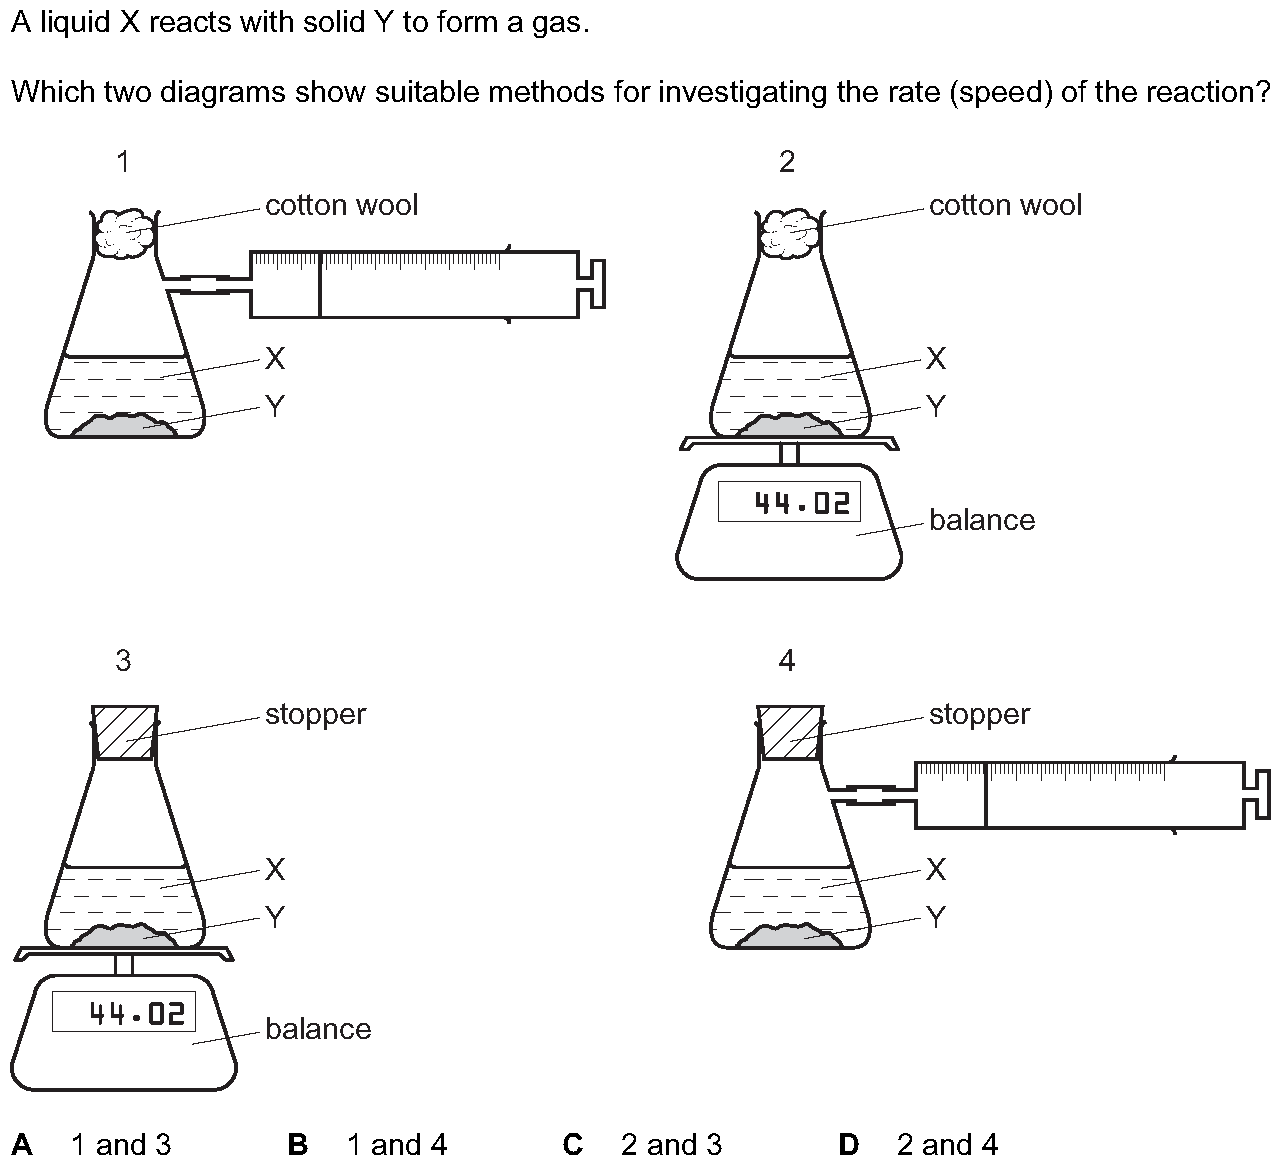 A liquid X reacts with solid Y to form a gas.
Which two diagrams show suitable methods for investigating the rate (speed) of the reaction?
1
cotton wool
X
Y
2
cotton wool
X
Y
44.02
balance
3
stopper
X
Y
44.02
balance
4
stopper
X
Y
A 1 and 3 B 1 and 4 C 2 and 3 D 2 and 4